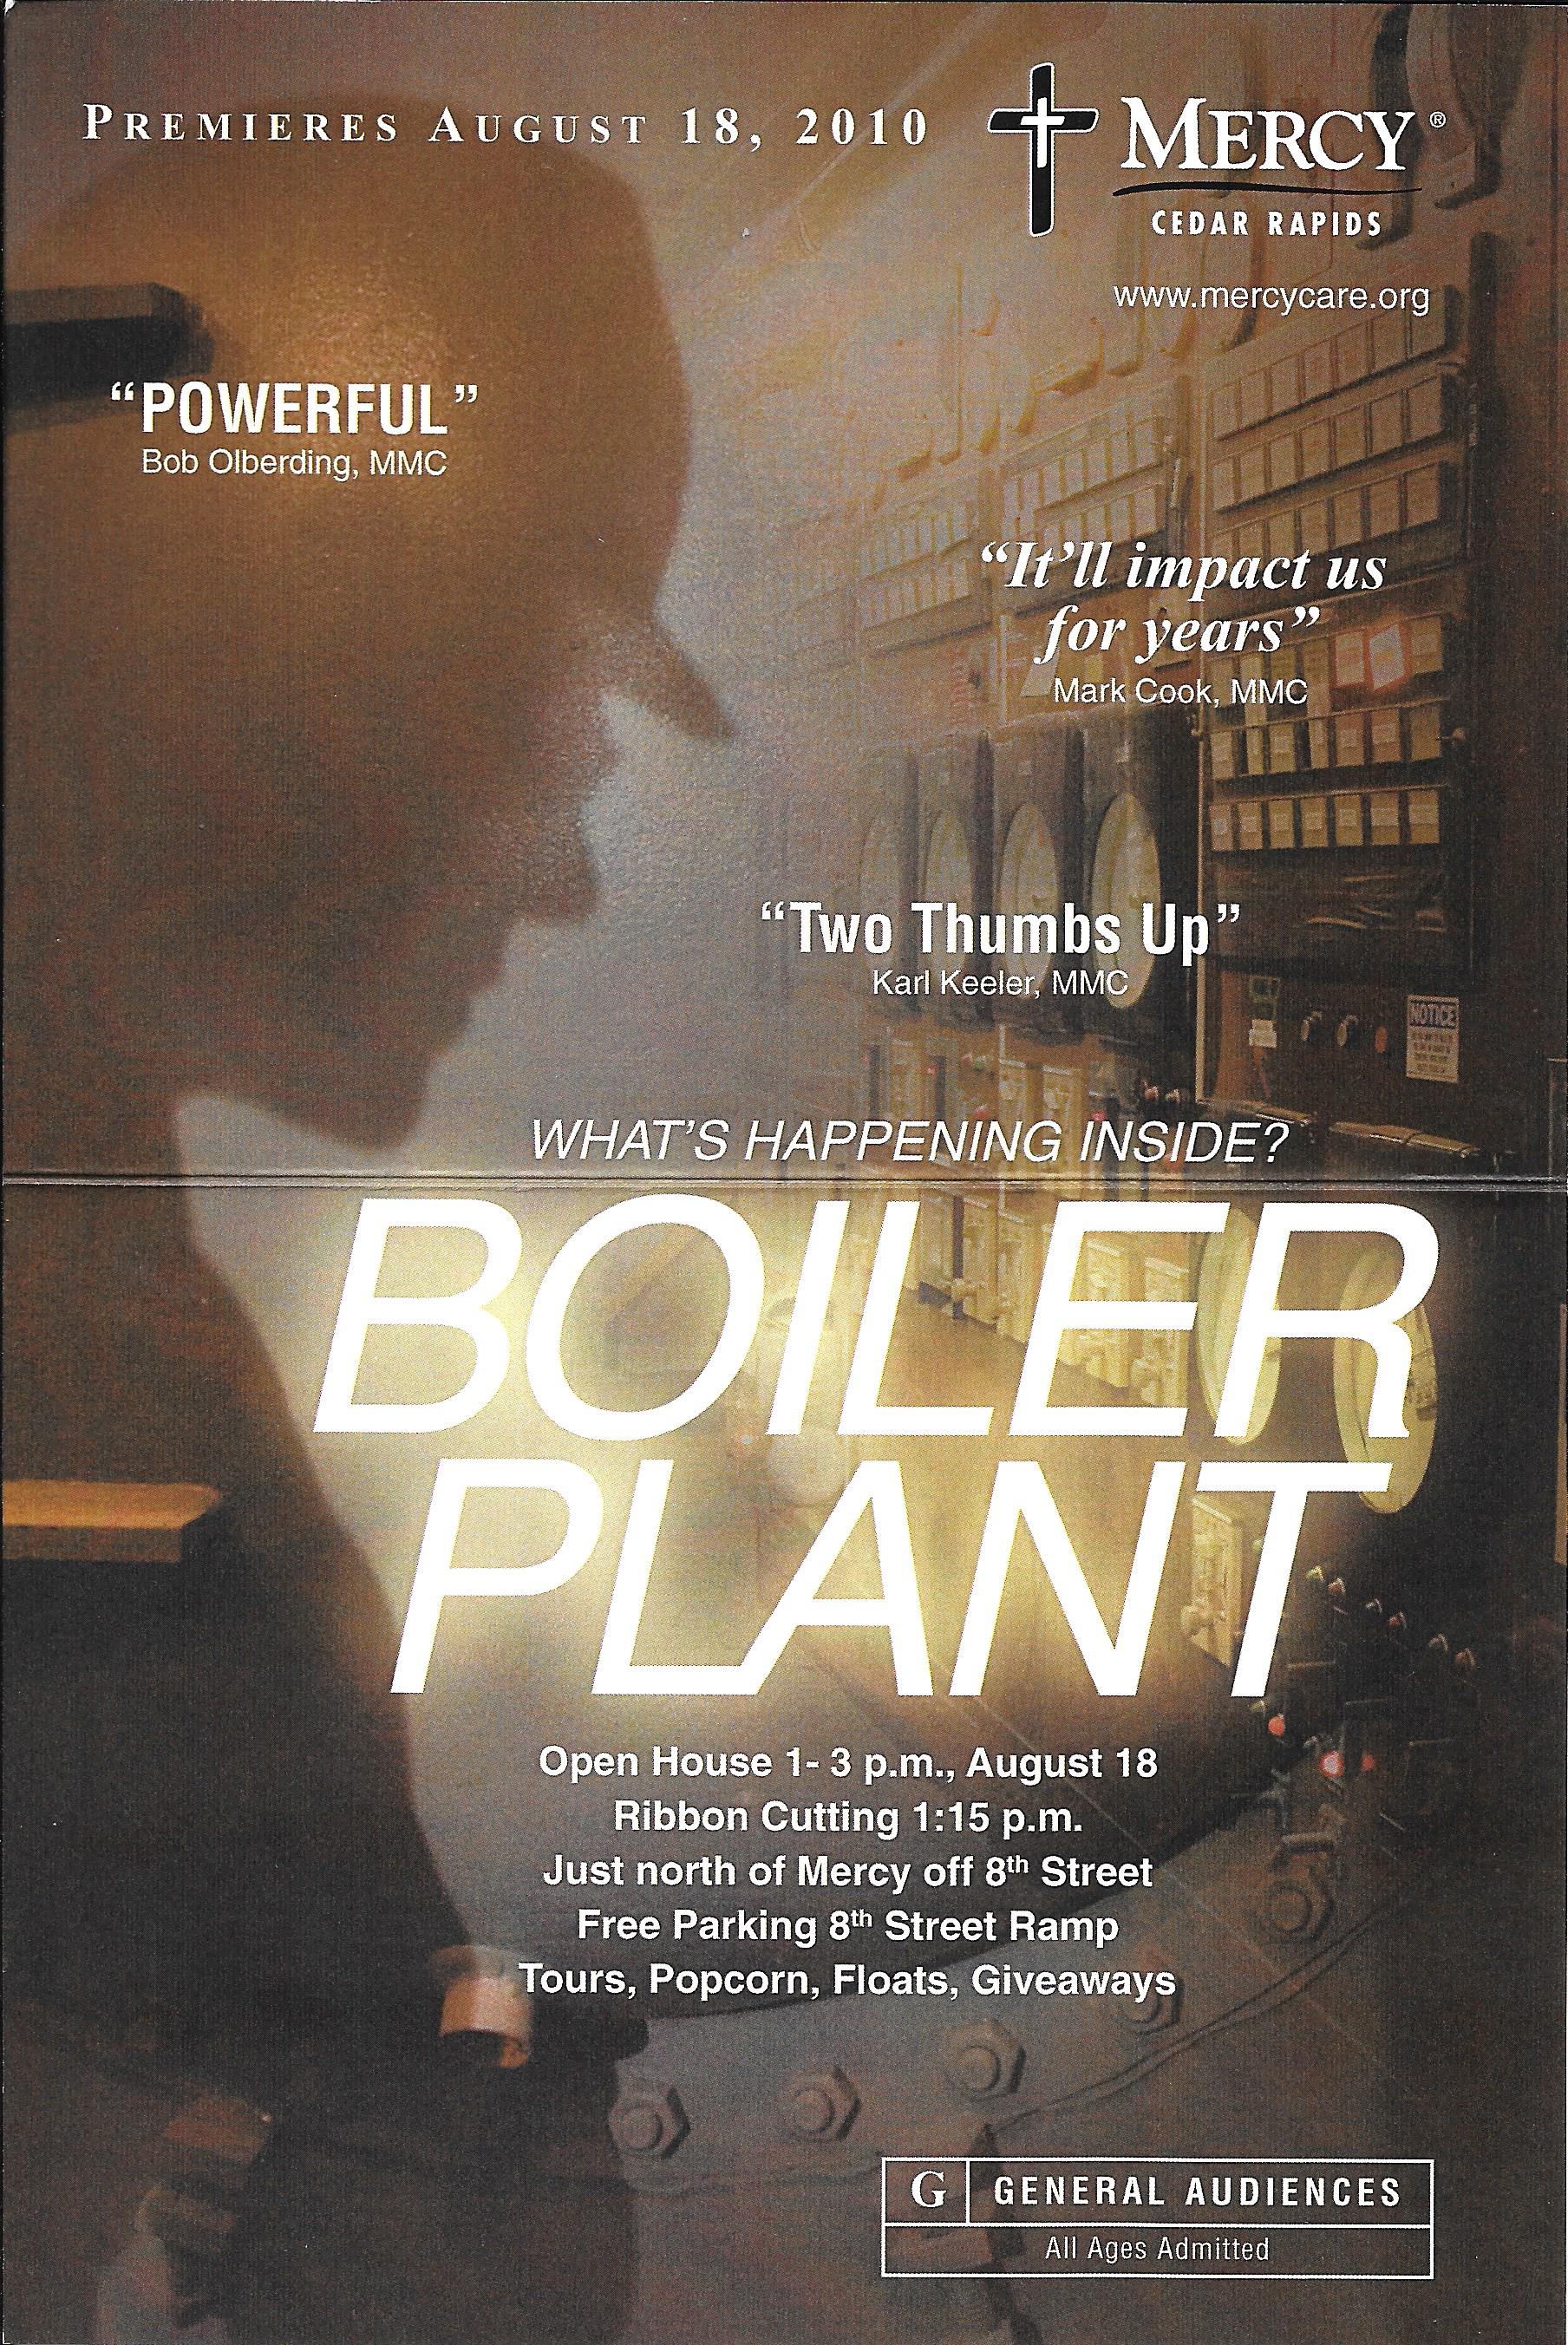 PREMIERES AUGUST 18, 2010
MERCY®
CEDAR RAPIDS
www.mercycare.org
“POWERFUL”
Bob Olberding, MMC
“It’ll impact us
for years”
Mark Cook, MMC
“Two Thumbs Up”
Karl Keeler, MMC
NOTICE
WHAT’S HAPPENING INSIDE?
BOILER
PLANT
Open House 1- 3 p.m., August 18
Ribbon Cutting 1:15 p.m.
Just north of Mercy off 8th Street
Free Parking 8th Street Ramp
Tours, Popcorn, Floats, Giveaways
G GENERAL AUDIENCES
All Ages Admitted